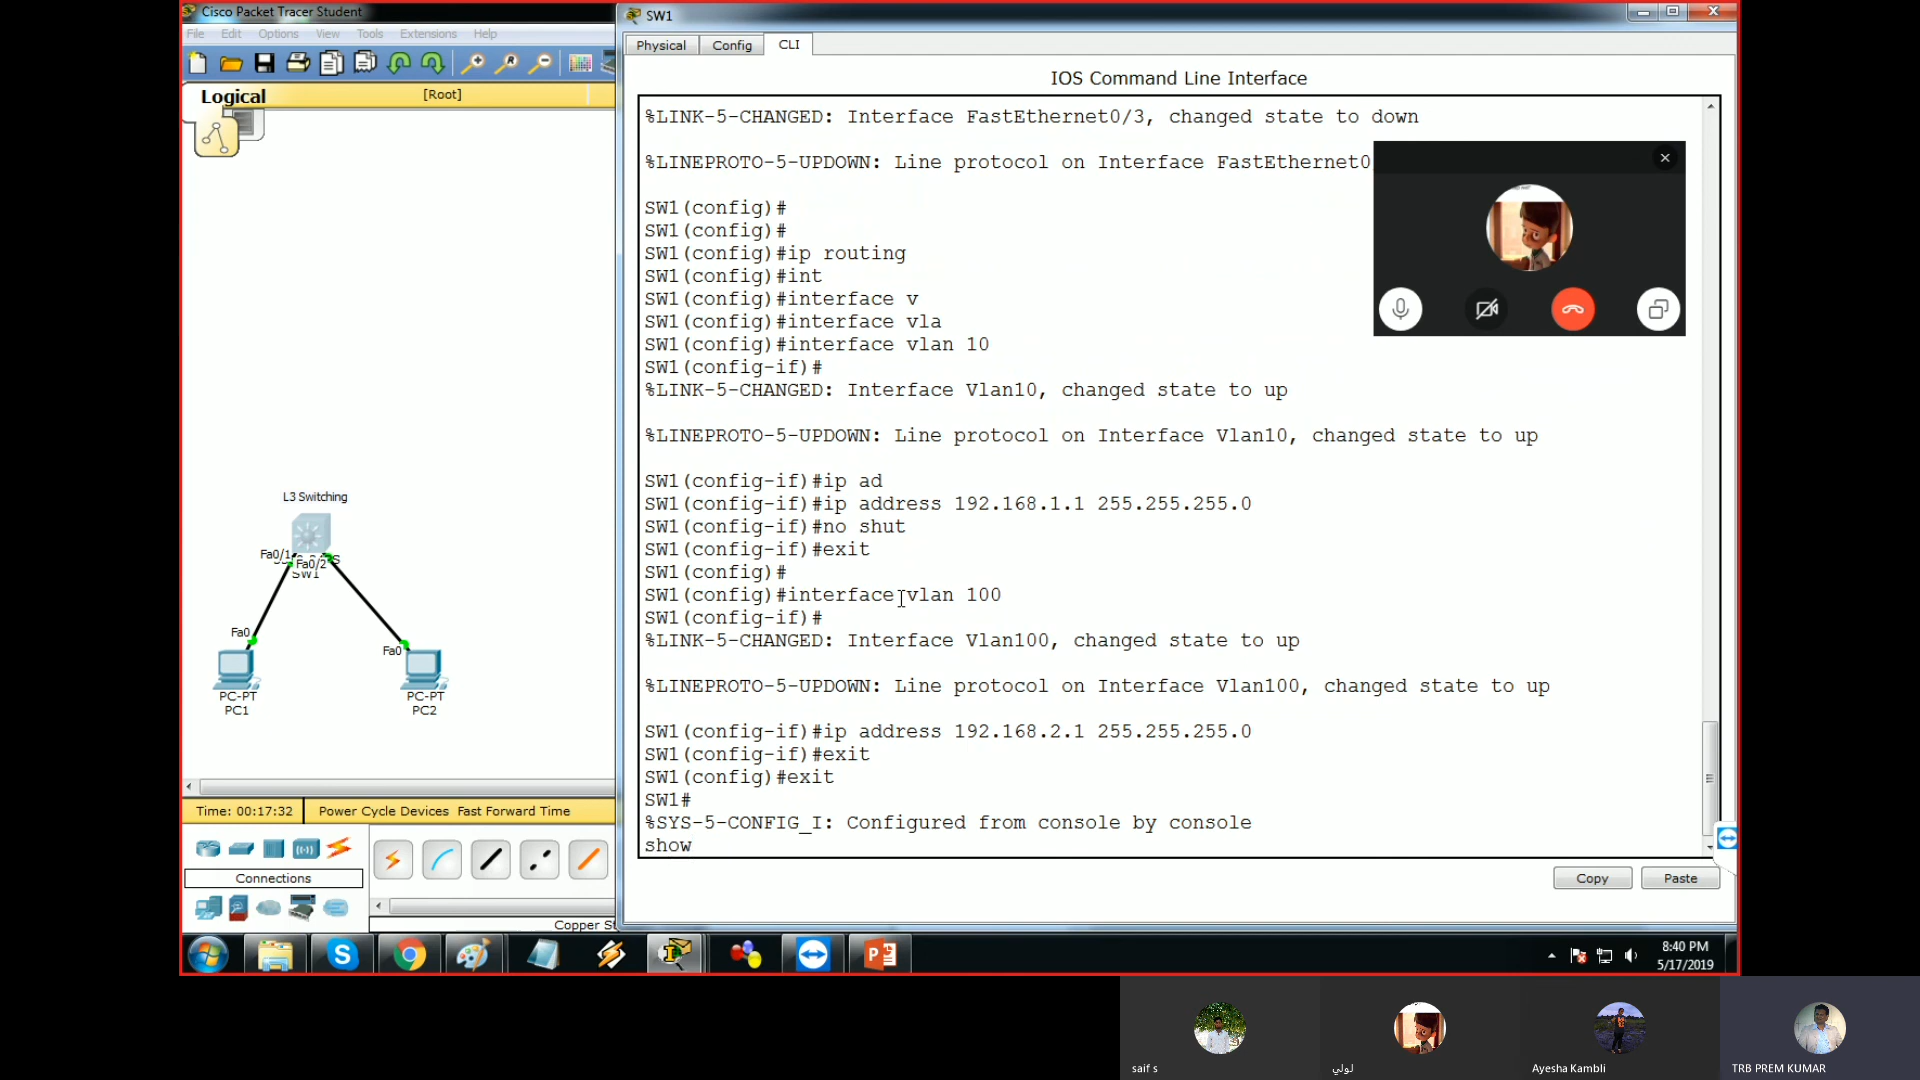 Cisco Packet Tracer Student
File Edit Options View Tools Extensions Help
Logical
[Root]
L3 Switching
Fa0/1
Fa0/2
SW1
Fa0
Fa0
PC-PT
PC1
PC-PT
PC2
Time: 00:17:32
Power Cycle Devices Fast Forward Time
Connections
Copper St
SW1
Physical Config CLI
IOS Command Line Interface
%LINK-5-CHANGED: Interface FastEthernet0/3, changed state to down
%LINEPROTO-5-UPDOWN: Line protocol on Interface FastEthernet0
SW1(config)#
SW1(config)#
SW1(config)#ip routing
SW1(config)#int
SW1(config)#interface v
SW1(config)#interface vla
SW1(config)#interface vlan 10
SW1(config-if)#
%LINK-5-CHANGED: Interface Vlan10, changed state to up
%LINEPROTO-5-UPDOWN: Line protocol on Interface Vlan10, changed state to up
SW1(config-if)#ip ad
SW1(config-if)#ip address 192.168.1.1 255.255.255.0
SW1(config-if)#no shut
SW1(config-if)#exit
SW1(config)#
SW1(config)#interface vlan 100
SW1(config-if)#
%LINK-5-CHANGED: Interface Vlan100, changed state to up
%LINEPROTO-5-UPDOWN: Line protocol on Interface Vlan100, changed state to up
SW1(config-if)#ip address 192.168.2.1 255.255.255.0
SW1(config-if)#exit
SW1(config)#exit
SW1#
%SYS-5-CONFIG_I: Configured from console by console
show
Copy Paste
8:40 PM
5/17/2019
saif s
لولي
Ayesha Kambli
TRB PREM KUMAR